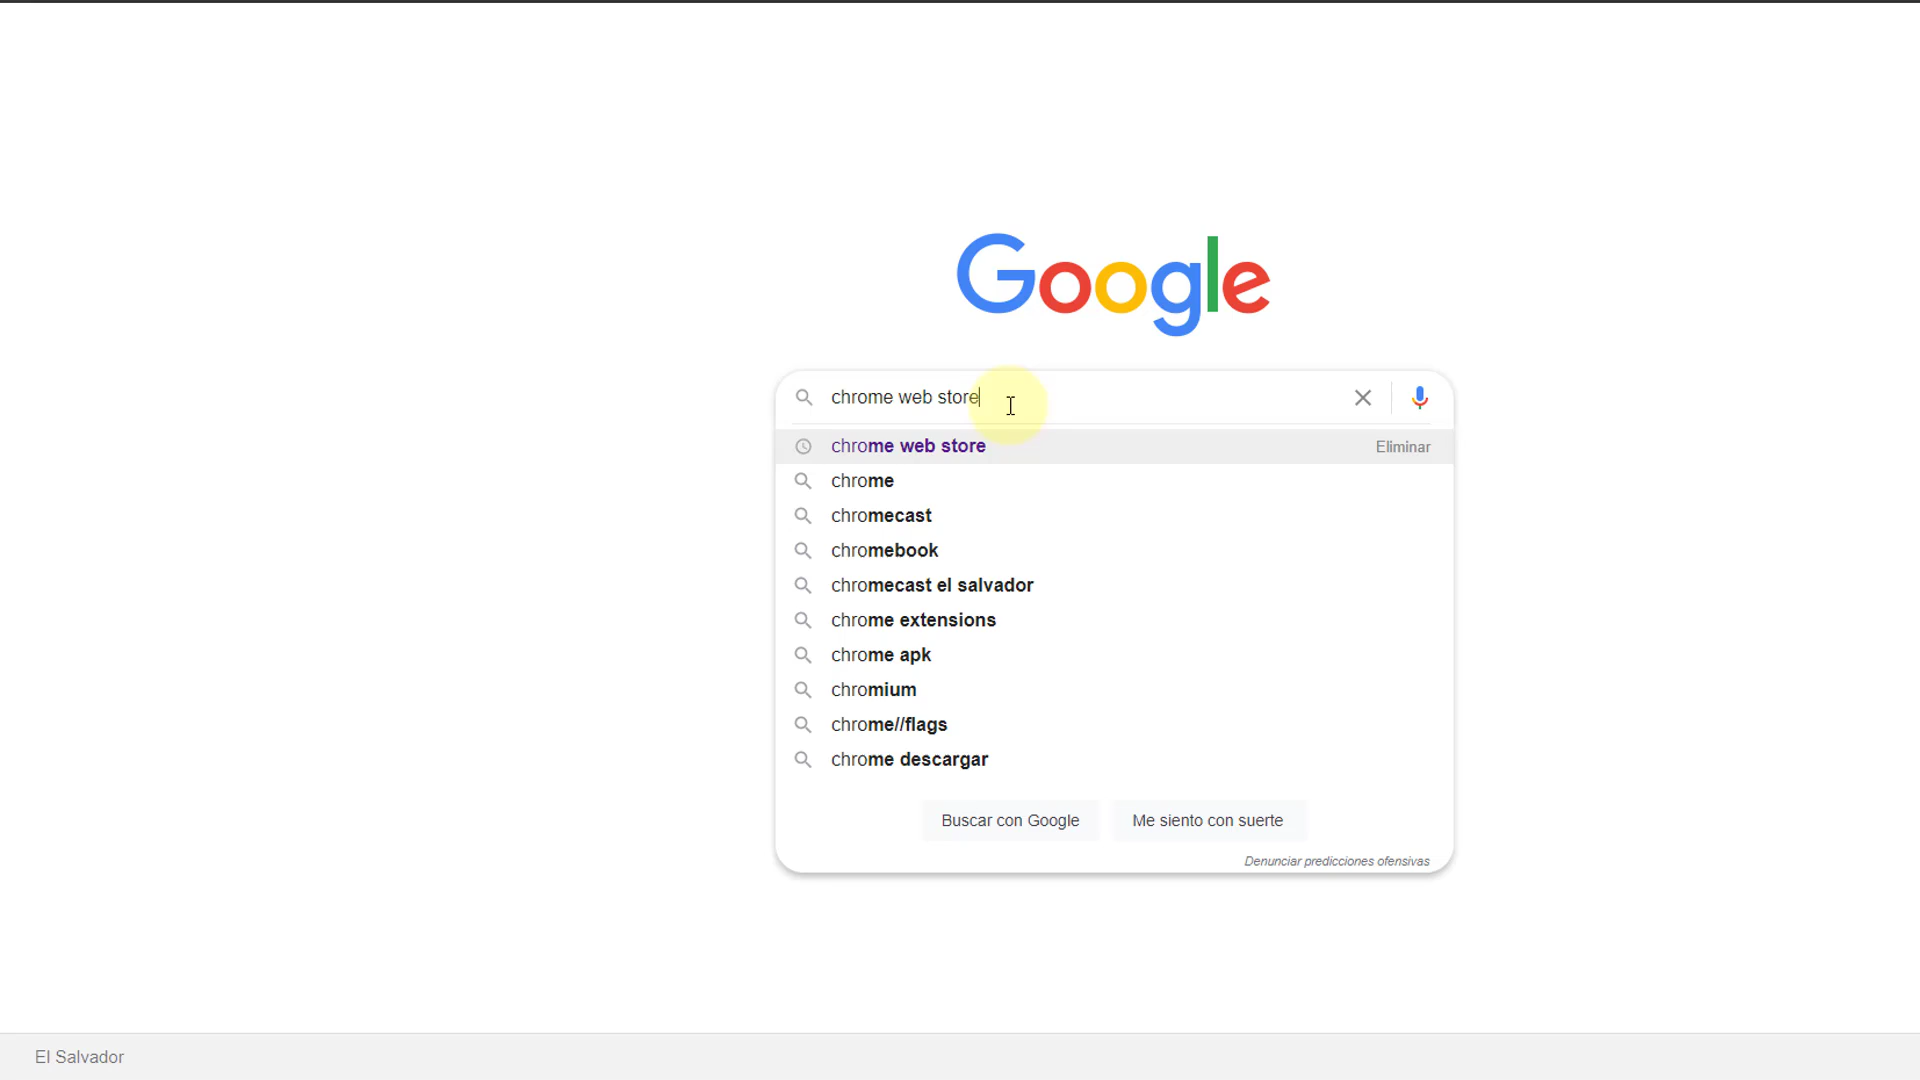 Google
chrome web store
chrome web store Eliminar
chrome
chromecast
chromebook
chromecast el salvador
chrome extensions
chrome apk
chromium
chrome//flags
chrome descargar
Buscar con Google Me siento con suerte
Denunciar predicciones ofensivas
El Salvador